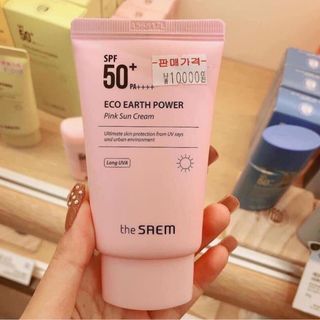 SPF
50+
PA++++
-판매가격-
₩10000원
ECO EARTH POWER
Pink Sun Cream
Ultimate skin protection from UV rays
and urban environment
Long UVA
the SAEM
50+